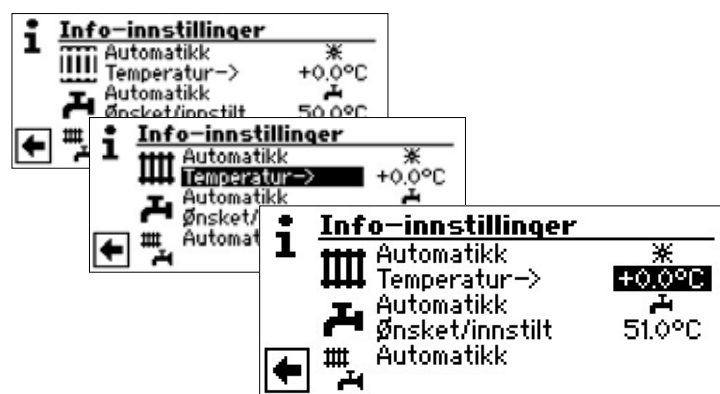 i Info-innstillinger
Automatikk
Temperatur-> +0.0°C
Automatikk
Ønsket/innstilt 50.0°C
i Info-innstillinger
Automatikk
Temperatur-> +0.0°C
Automatikk
Ønsket/
Automat
i Info-innstillinger
Automatikk
Temperatur-> +0.0°C
Automatikk
Ønsket/innstilt 51.0°C
Automatikk